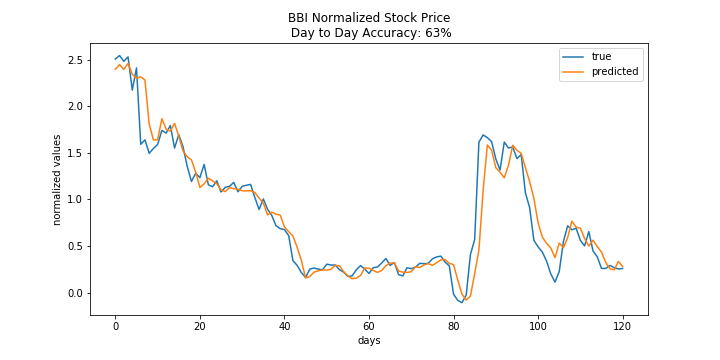 BBI Normalized Stock Price
Day to Day Accuracy: 63%
true
predicted
normalized values
2.5
2.0
1.5
1.0
0.5
0.0
0
20
40
60
80
100
120
days